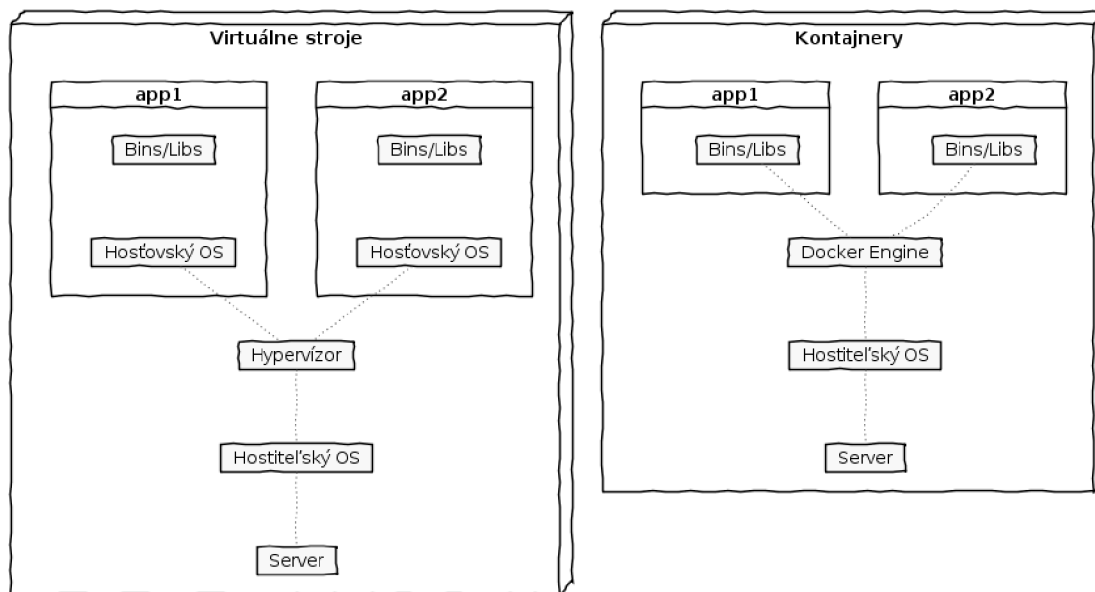 Virtuálne stroje
app1
app2
Bins/Libs
Bins/Libs
Hosťovský OS
Hosťovský OS
Hypervízor
Hostiteľský OS
Server
Kontajnery
app1
app2
Bins/Libs
Bins/Libs
Docker Engine
Hostiteľský OS
Server